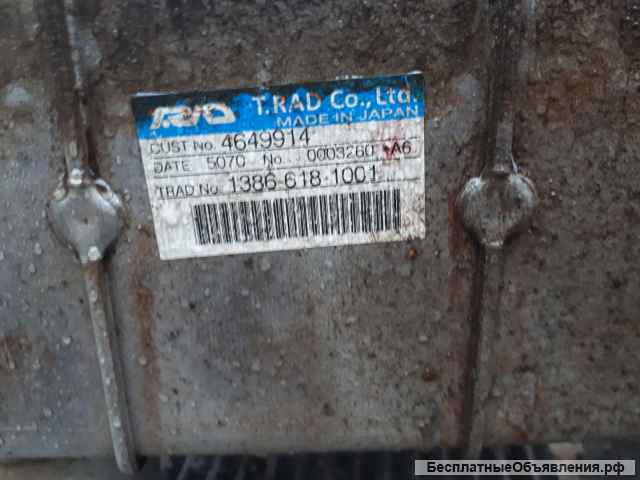 TRAD T.RAD Co., Ltd.
MADE IN JAPAN
CUST No. 4649914
DATE 5070 No. 0003260 A6
TRAD No. 1386-618-1001
БесплатныеОбъявления.рф